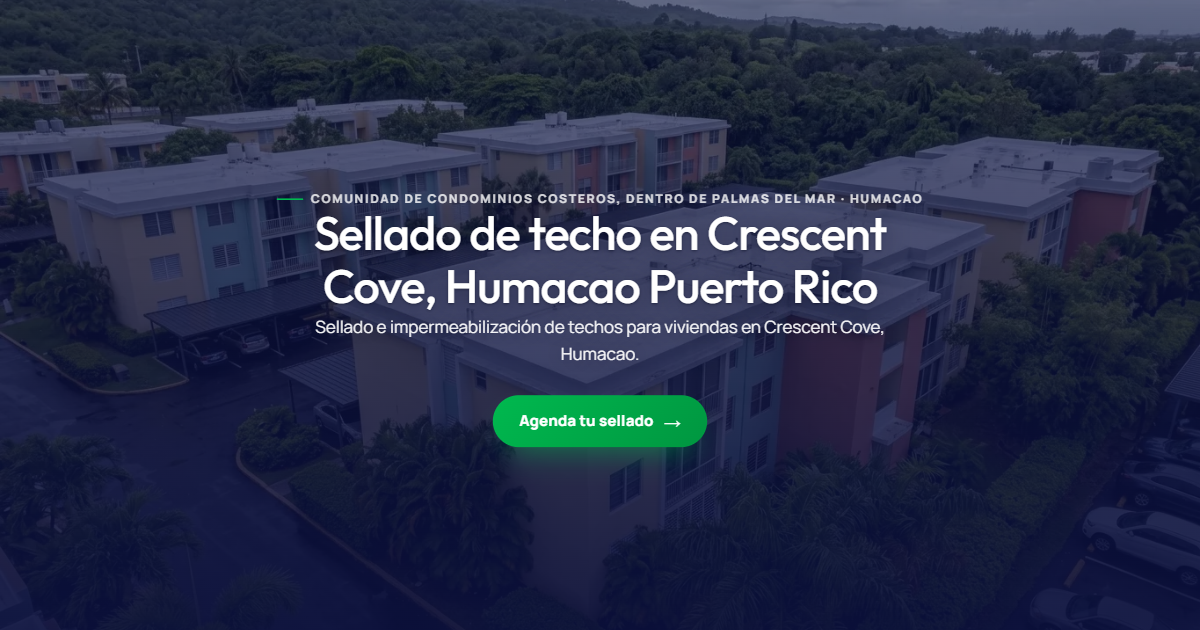 COMUNIDAD DE CONDOMINIOS COSTEROS, DENTRO DE PALMAS DEL MAR · HUMACAO
Sellado de techo en Crescent
Cove, Humacao Puerto Rico
Sellado e impermeabilización de techos para viviendas en Crescent Cove,
Humacao.
Agenda tu sellado →